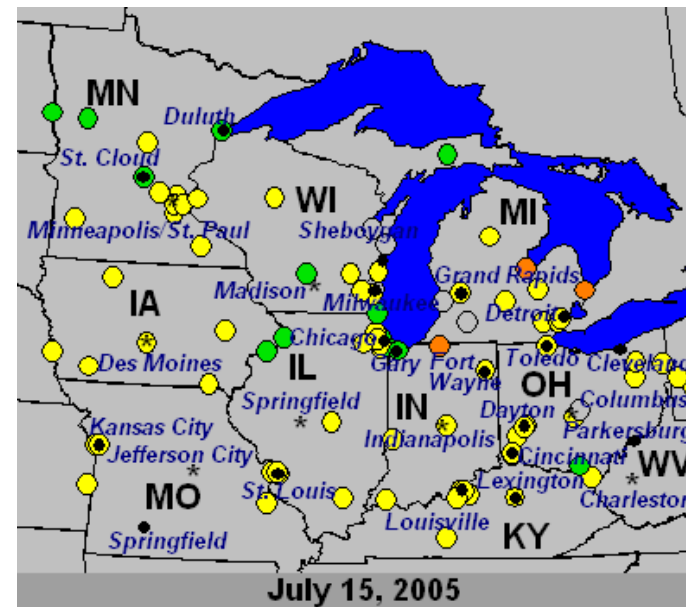 MN
Duluth
St. Cloud
WI
MI
Minneapolis/St. Paul
Sheboygan
Grand Rapids
IA
Madison
Milwaukee
Detroit
Chicago
Des Moines
IL
Gary
Fort Wayne
Toledo
Cleveland
OH
Springfield
IN
Dayton
Columbus
Kansas City
Indianapolis
Parkersburg
Jefferson City
Cincinnati
WV
MO
St. Louis
Lexington
Charleston
Louisville
Springfield
KY
July 15, 2005